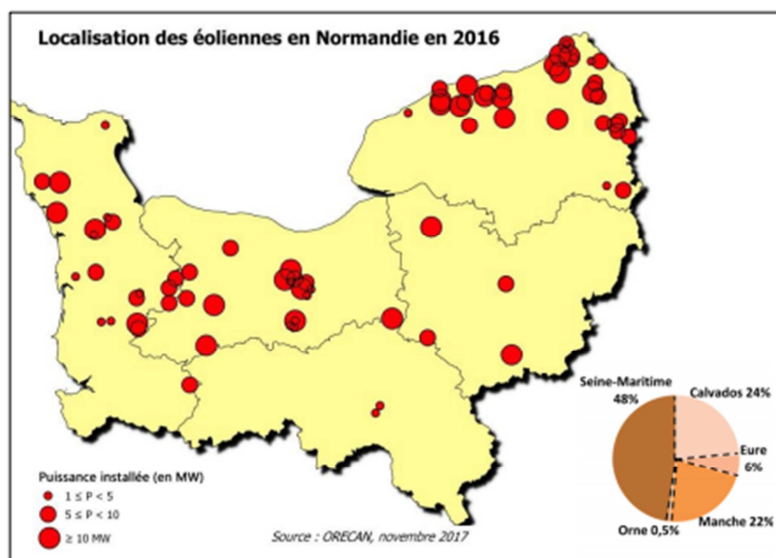 Localisation des éoliennes en Normandie en 2016
Seine-Maritime
48%
Calvados 24%
Eure
6%
Manche 22%
Orne 0,5%
Puissance installée (en MW)
1 ≤ P < 5
5 ≤ P < 10
≥ 10 MW
Source : ORECAN, novembre 2017